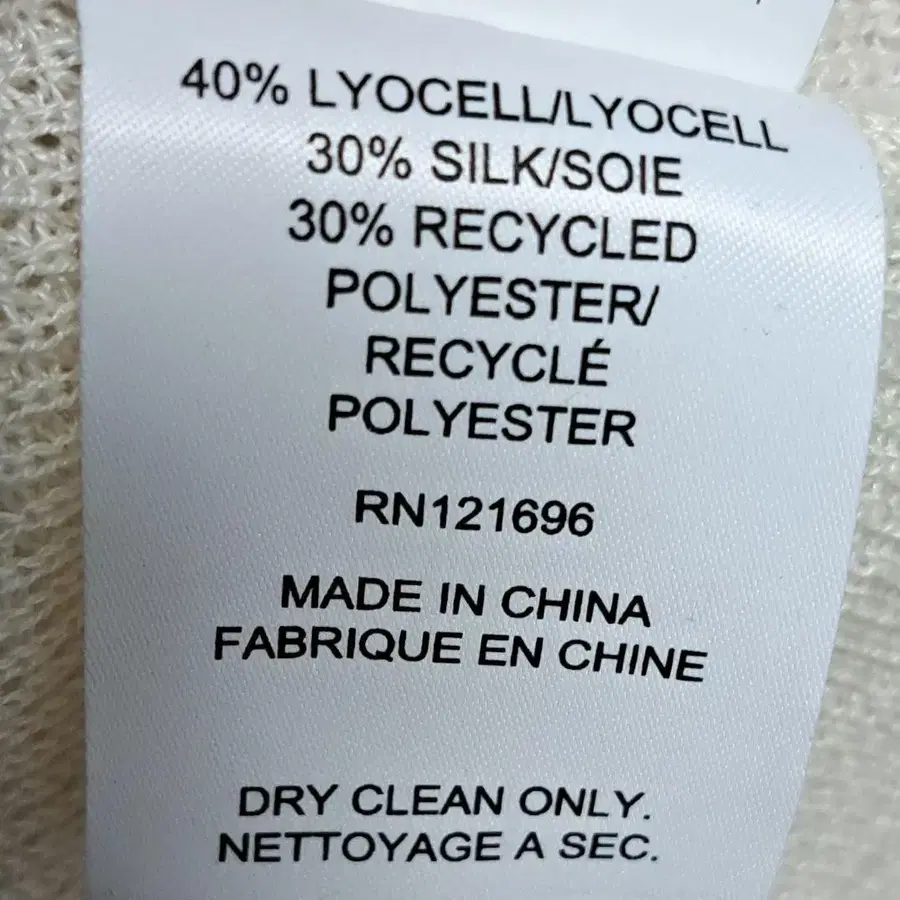 40% LYOCELL/LYOCELL
30% SILK/SOIE
30% RECYCLED
POLYESTER/
RECYCLÉ
POLYESTER
RN121696
MADE IN CHINA
FABRIQUE EN CHINE
DRY CLEAN ONLY.
NETTOYAGE A SEC.